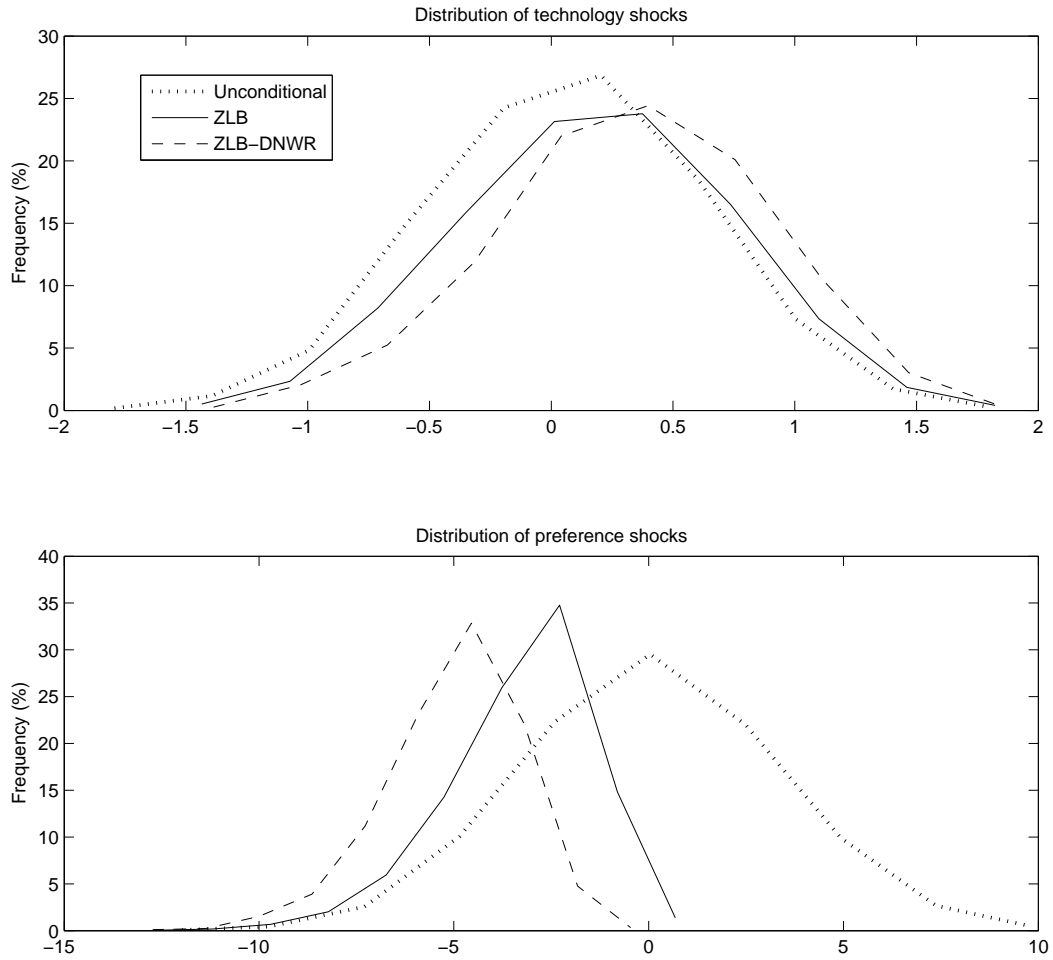 Distribution of technology shocks
30
25
20
15
10
5
0
Frequency (%)
Unconditional
ZLB
ZLB−DNWR
−2 −1.5 −1 −0.5 0 0.5 1 1.5 2
Distribution of preference shocks
40
35
30
25
20
15
10
5
0
Frequency (%)
−15 −10 −5 0 5 10